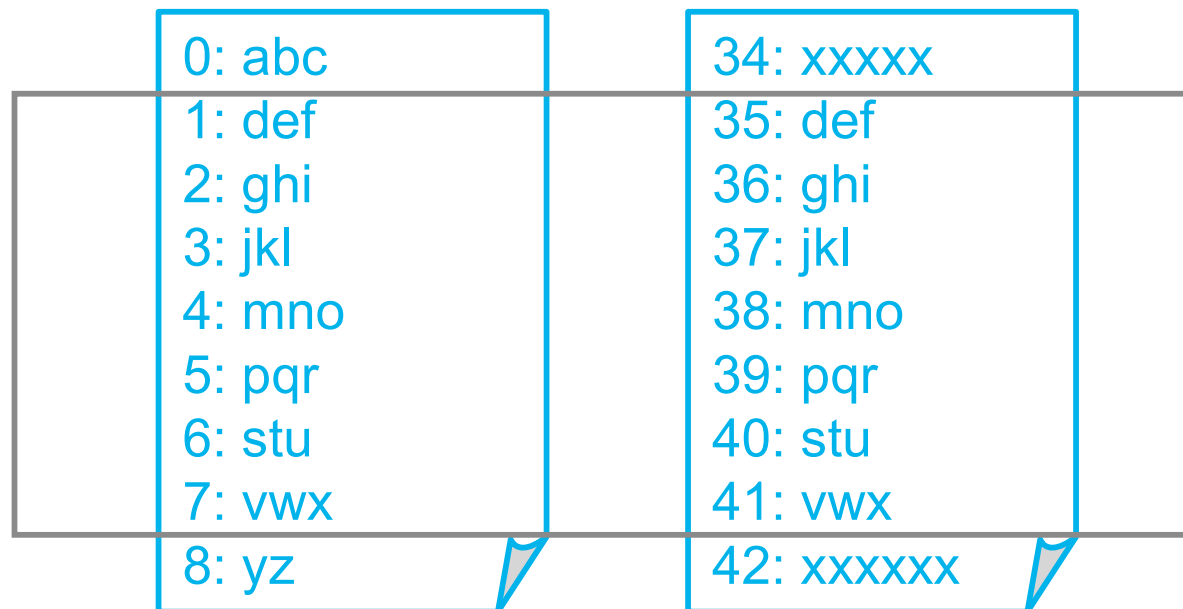 0: abc
1: def
2: ghi
3: jkl
4: mno
5: pqr
6: stu
7: vwx
8: yz
34: xxxxx
35: def
36: ghi
37: jkl
38: mno
39: pqr
40: stu
41: vwx
42: xxxxxx